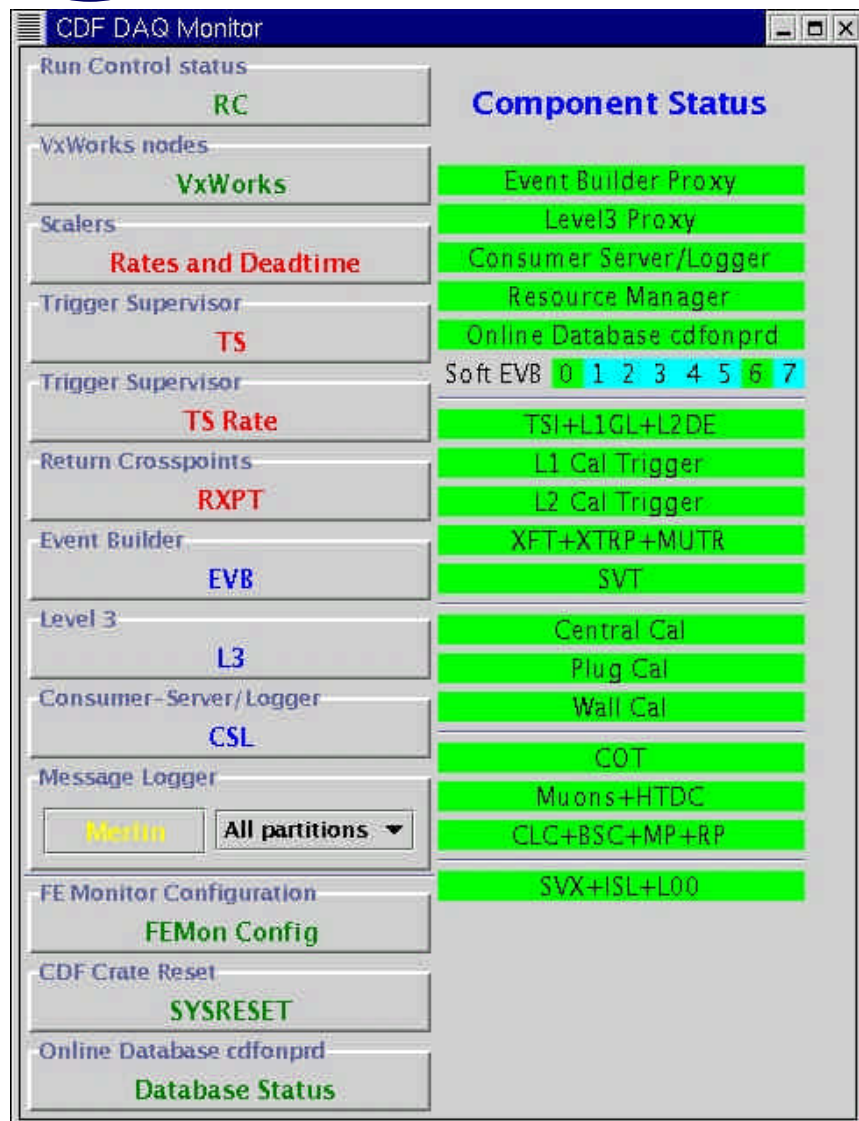 CDF DAQ Monitor
Run Control status
RC
VxWorks nodes
VxWorks
Scalers
Rates and Deadtime
Trigger Supervisor
TS
Trigger Supervisor
TS Rate
Return Crosspoints
RXPT
Event Builder
EVB
Level 3
L3
Consumer-Server/Logger
CSL
Message Logger
Merlin All partitions
FE Monitor Configuration
FEMon Config
CDF Crate Reset
SYSRESET
Online Database cdfonprd
Database Status
Component Status
Event Builder Proxy
Level3 Proxy
Consumer Server/Logger
Resource Manager
Online Database cdfonprd
Soft EVB 0 1 2 3 4 5 6 7
TSI+L1GL+L2DE
L1 Cal Trigger
L2 Cal Trigger
XFT+XTRP+MUTR
SVT
Central Cal
Plug Cal
Wall Cal
COT
Muons+HTDC
CLC+BSC+MP+RP
SVX+ISL+L00